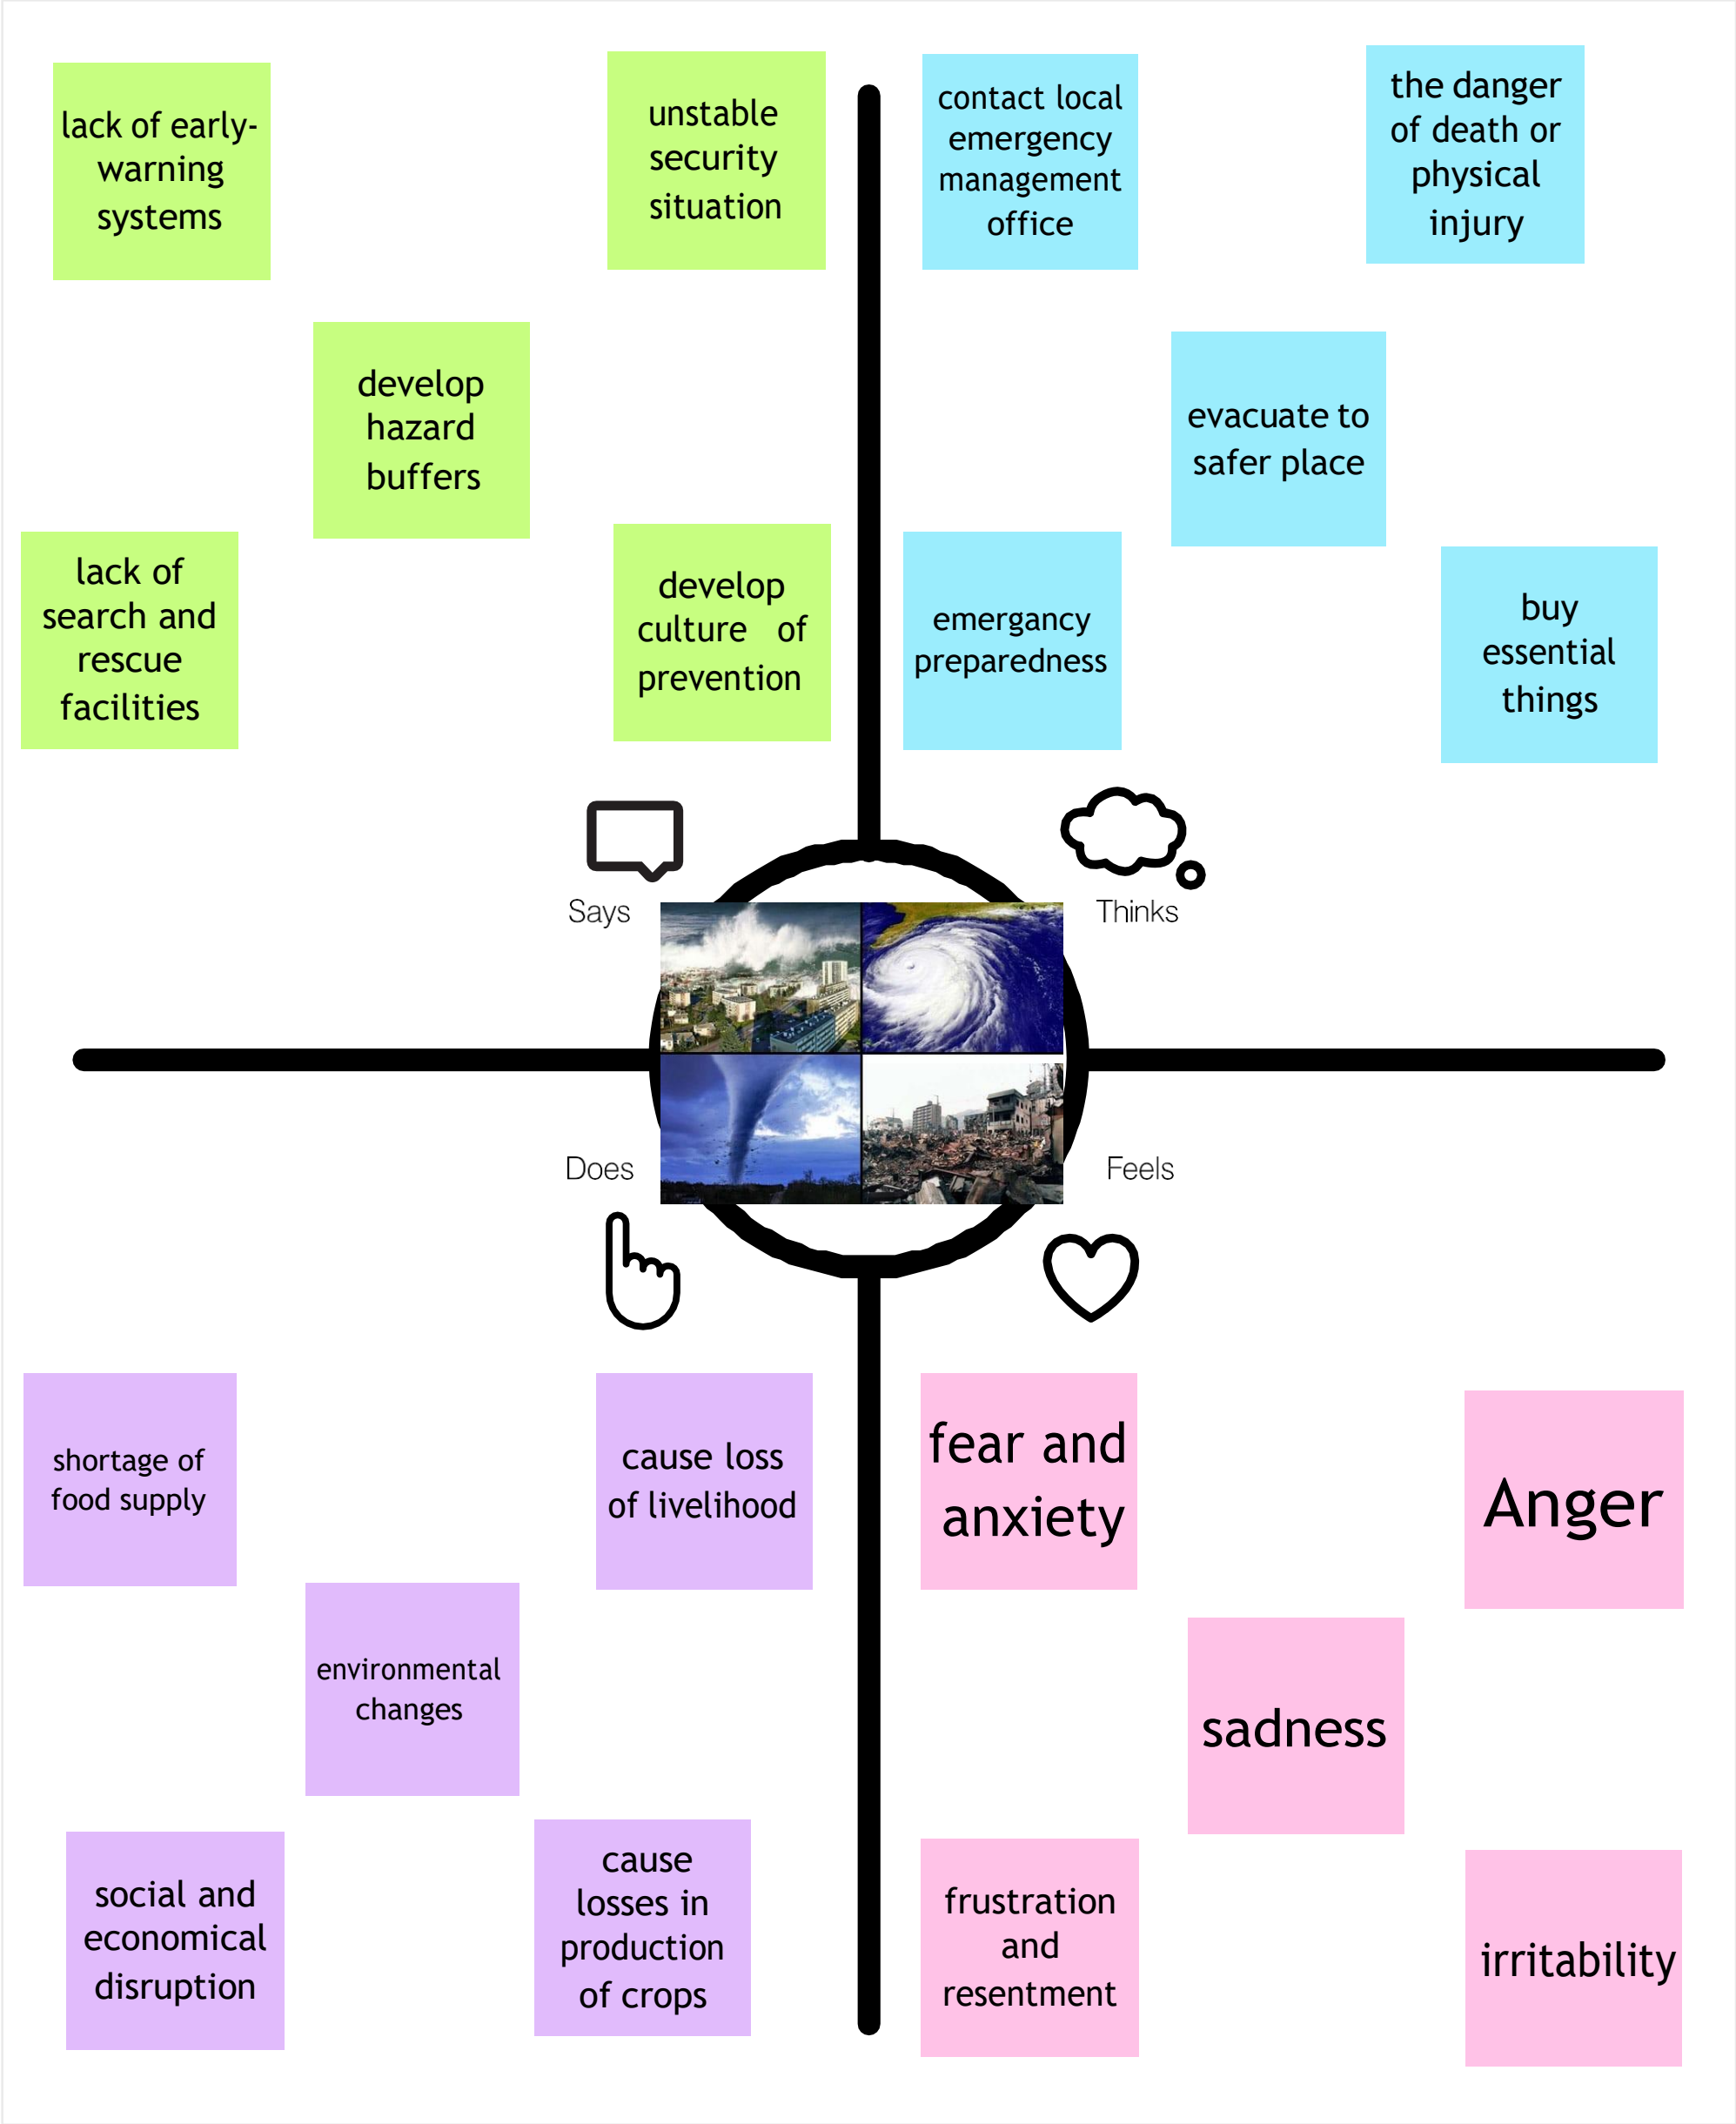 lack of early-
warning
systems
unstable
security
situation
develop
hazard
buffers
lack of
search and
rescue
facilities
develop
culture of
prevention
contact local
emergency
management
office
the danger
of death or
physical
injury
evacuate to
safer place
emergancy
preparedness
buy
essential
things
Says
Thinks
Does
Feels
shortage of
food supply
cause loss
of livelihood
environmental
changes
social and
economical
disruption
cause
losses in
production
of crops
fear and
anxiety
Anger
sadness
frustration
and
resentment
irritability